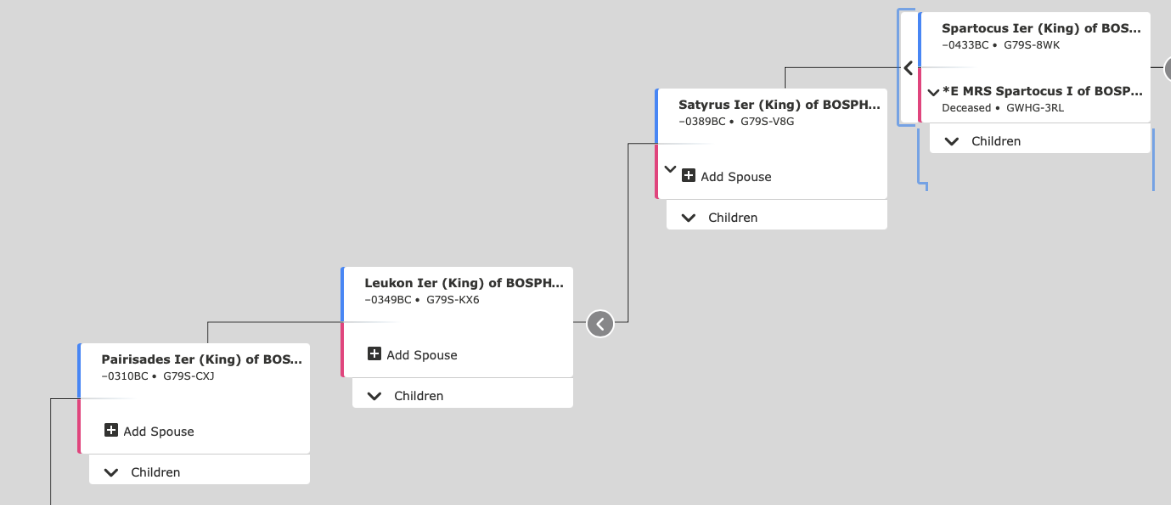 Spartocus Ier (King) of BOS...
–0433BC • G79S-8WK
*E MRS Spartocus I of BOSP...
Deceased • GWHG-3RL
Children
Satyrus Ier (King) of BOSPH...
–0389BC • G79S-V8G
Add Spouse
Children
Leukon Ier (King) of BOSPH...
–0349BC • G79S-KX6
Add Spouse
Children
Pairisades Ier (King) of BOS...
–0310BC • G79S-CXJ
Add Spouse
Children